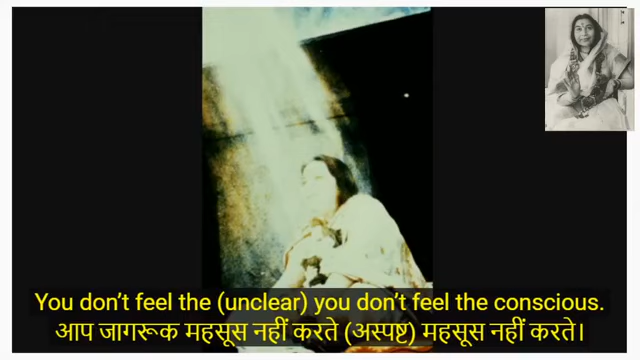 You don't feel the (unclear) you don't feel the conscious.
आप जागरूक महसूस नहीं करते (अस्पष्ट) महसूस नहीं करते।